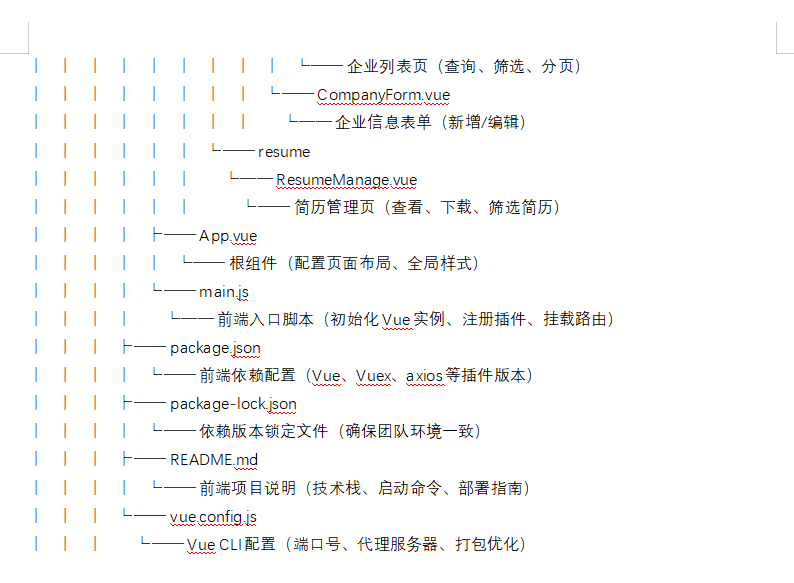 │ │ │ │ │ │ │ │ │ └── 企业列表页（查询、筛选、分页）
│ │ │ │ │ │ │ │ └── CompanyForm.vue
│ │ │ │ │ │ │ │ └── 企业信息表单（新增/编辑）
│ │ │ │ │ │ └── resume
│ │ │ │ │ │ └── ResumeManage.vue
│ │ │ │ │ │ └── 简历管理页（查看、下载、筛选简历）
│ │ │ │ ├── App.vue
│ │ │ │ │ └── 根组件（配置页面布局、全局样式）
│ │ │ │ └── main.js
│ │ │ │ └── 前端入口脚本（初始化 Vue 实例、注册插件、挂载路由）
│ │ │ ├── package.json
│ │ │ │ └── 前端依赖配置（Vue、Vuex、axios 等插件版本）
│ │ │ ├── package-lock.json
│ │ │ │ └── 依赖版本锁定文件（确保团队环境一致）
│ │ │ ├── README.md
│ │ │ │ └── 前端项目说明（技术栈、启动命令、部署指南）
│ │ │ └── vue.config.js
│ │ │ └── Vue CLI 配置（端口号、代理服务器、打包优化）